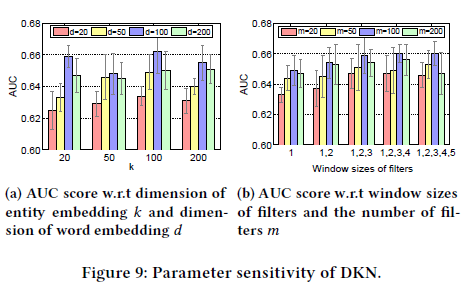 0.68
0.66
0.64
0.62
0.60
AUC
d=20 d=50 d=100 d=200
20 50 100 200
k
0.68
0.66
0.64
0.62
0.60
AUC
m=20 m=50 m=100 m=200
1 1,2 1,2,3 1,2,3,4 1,2,3,4,5
Window sizes of filters
(a) AUC score w.r.t dimension of
entity embedding k and dimen-
sion of word embedding d
(b) AUC score w.r.t window sizes
of filters and the number of fil-
ters m
Figure 9: Parameter sensitivity of DKN.